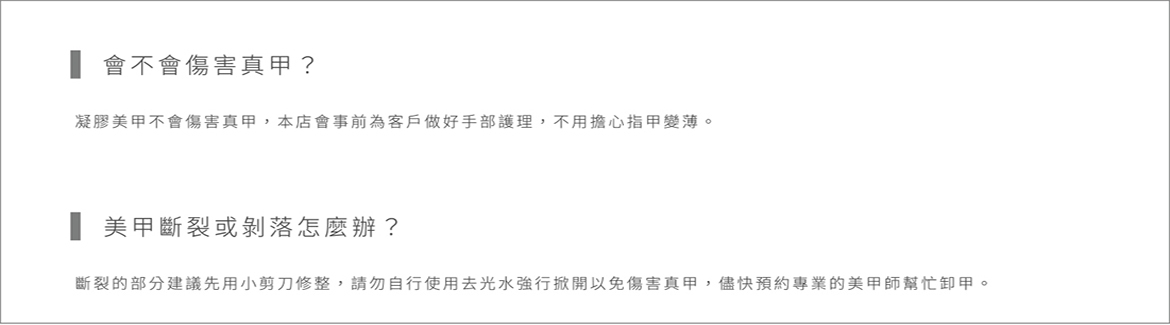 會不會傷害真甲？
凝膠美甲不會傷害真甲，本店會事前為客戶做好手部護理，不用擔心指甲變薄。
美甲斷裂或剝落怎麼辦？
斷裂的部分建議先用小剪刀修整，請勿自行使用去光水強行掀開以免傷害真甲，儘快預約專業的美甲師幫忙卸甲。